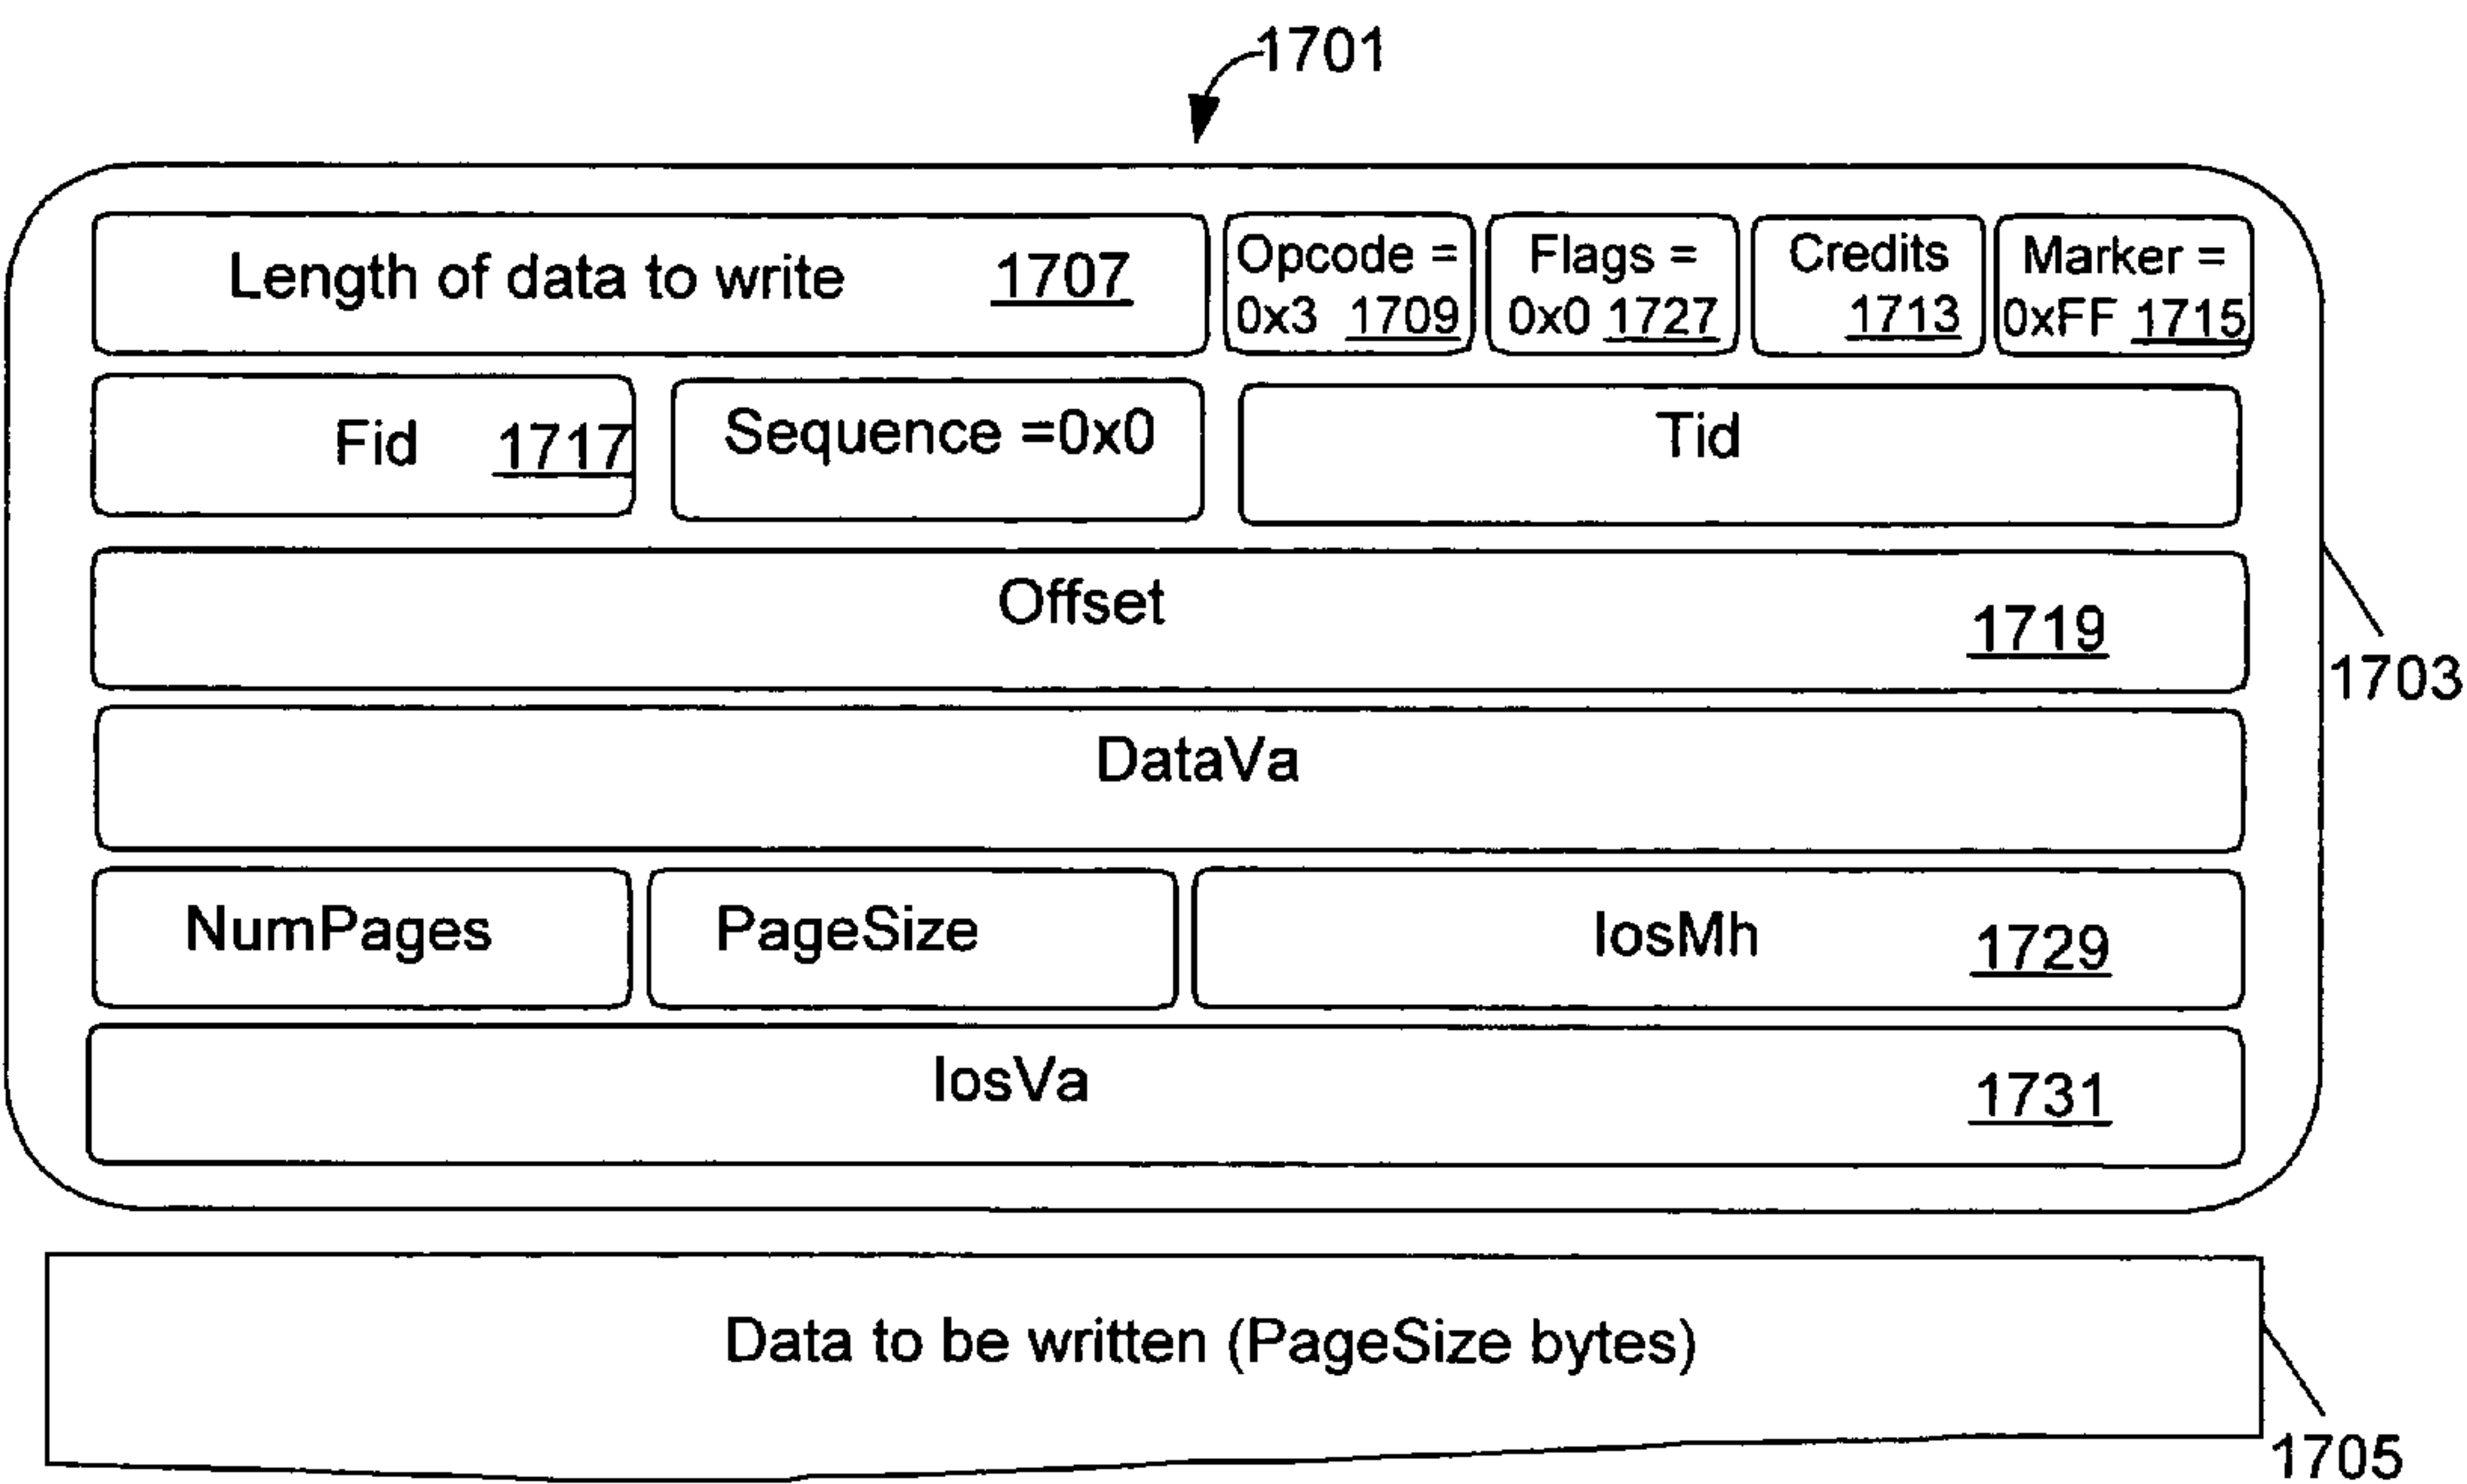 1701
Length of data to write 1707
Opcode =
0x3 1709
Flags =
0x0 1727
Credits
1713
Marker =
0xFF 1715
Fid 1717
Sequence =0x0
Tid
Offset
1719
1703
DataVa
NumPages
PageSize
IosMh 1729
IosVa
1731
Data to be written (PageSize bytes)
1705